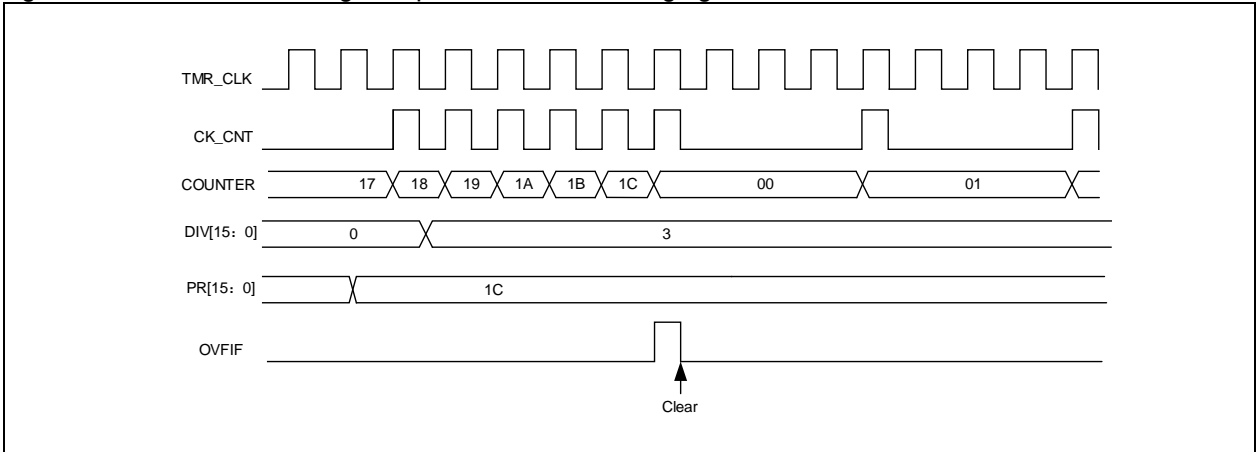 TMR_CLK
CK_CNT
COUNTER 17 18 19 1A 1B 1C 00 01
DIV[15：0] 0 3
PR[15：0] 1C
OVFIF
Clear